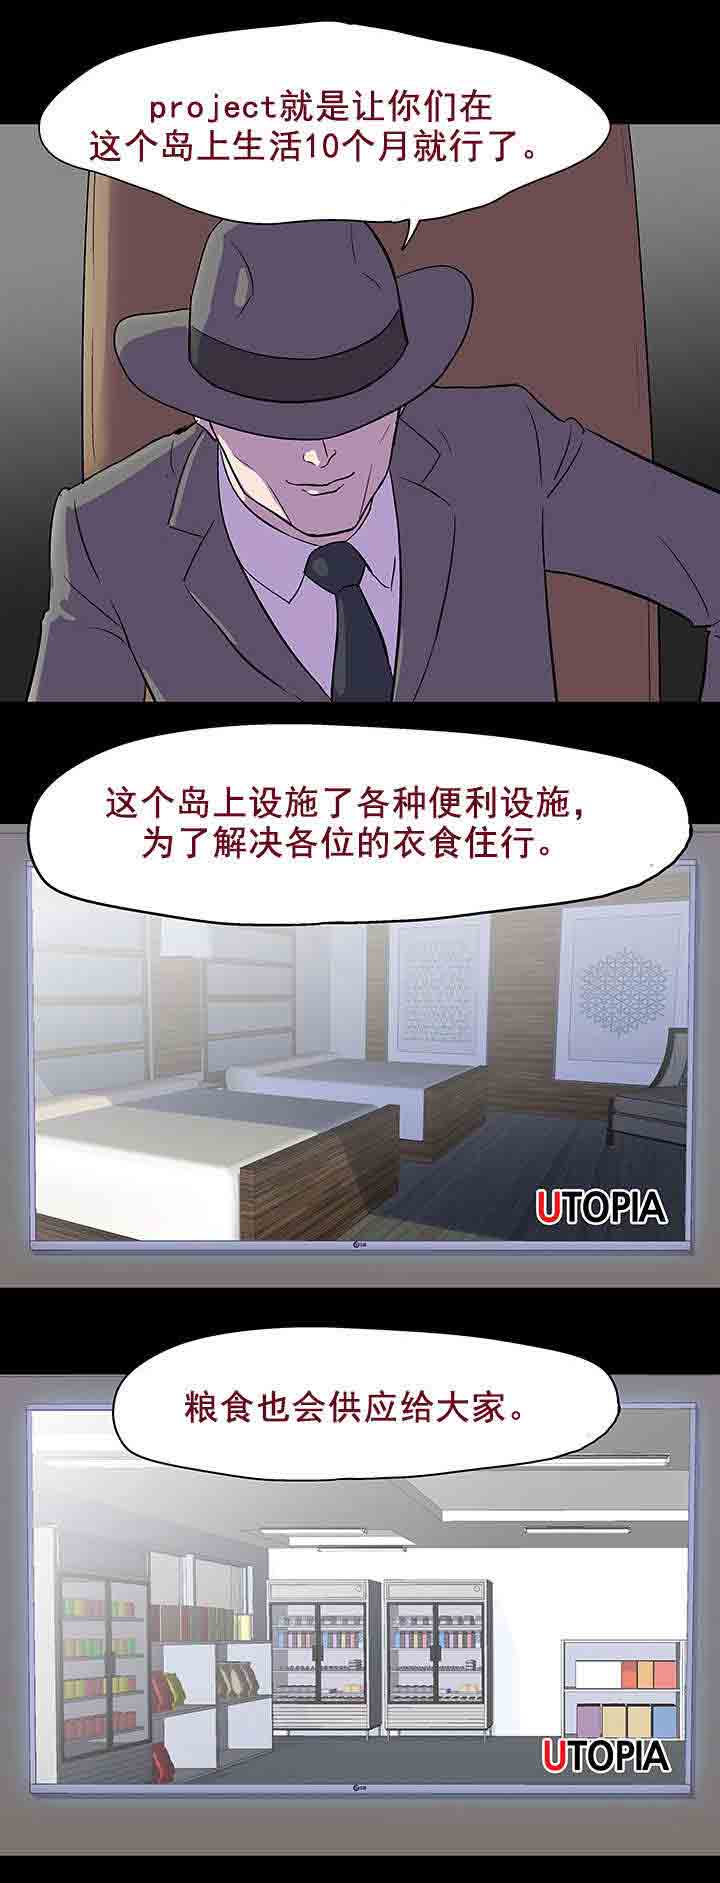 project就是让你们在
这个岛上生活10个月就行了。
这个岛上设施了各种便利设施，
为了解决各位的衣食住行。
UTOPIA
粮食也会供应给大家。
UTOPIA